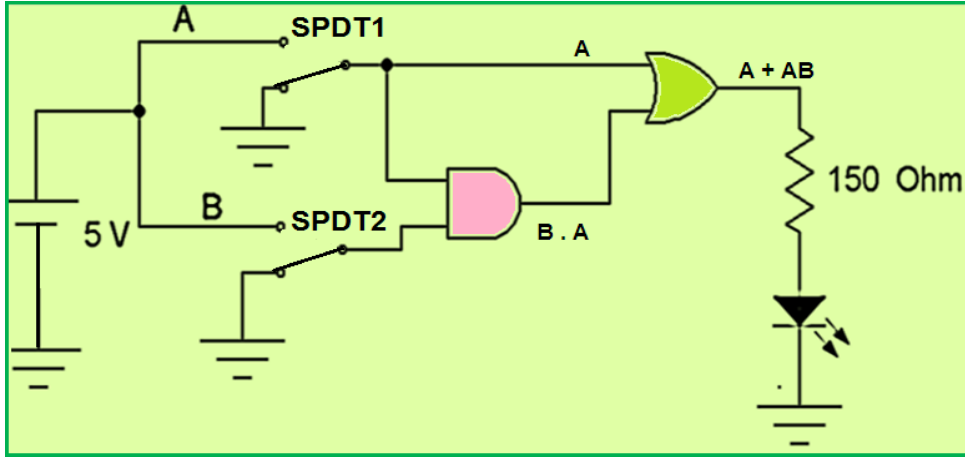 A
SPDT1
A
A + AB
150 Ohm
B
SPDT2
5 V
B . A